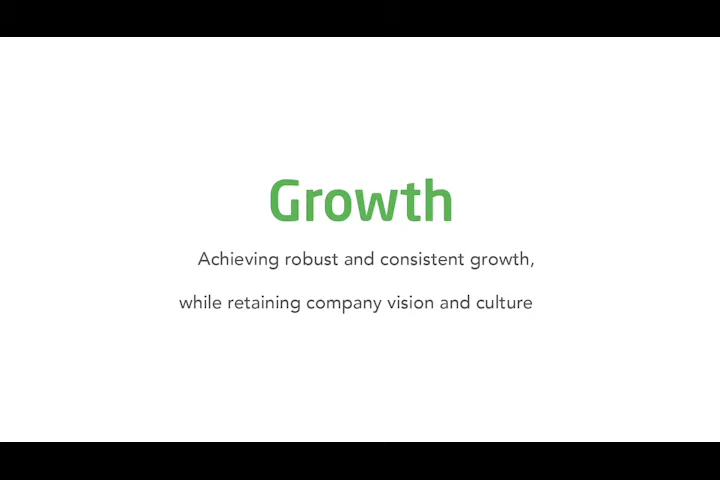 Growth
Achieving robust and consistent growth,
while retaining company vision and culture